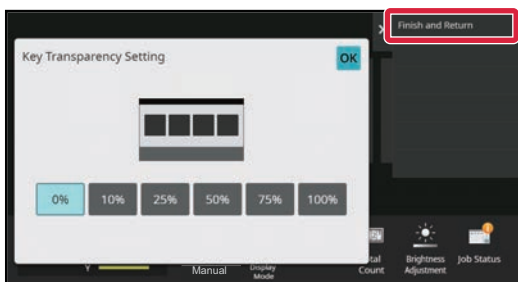 Finish and Return
Key Transparency Setting
OK
0% 10% 25% 50% 75% 100%
Y
Manual
Display
Mode
Count
Brightness
Adjustment
Job Status